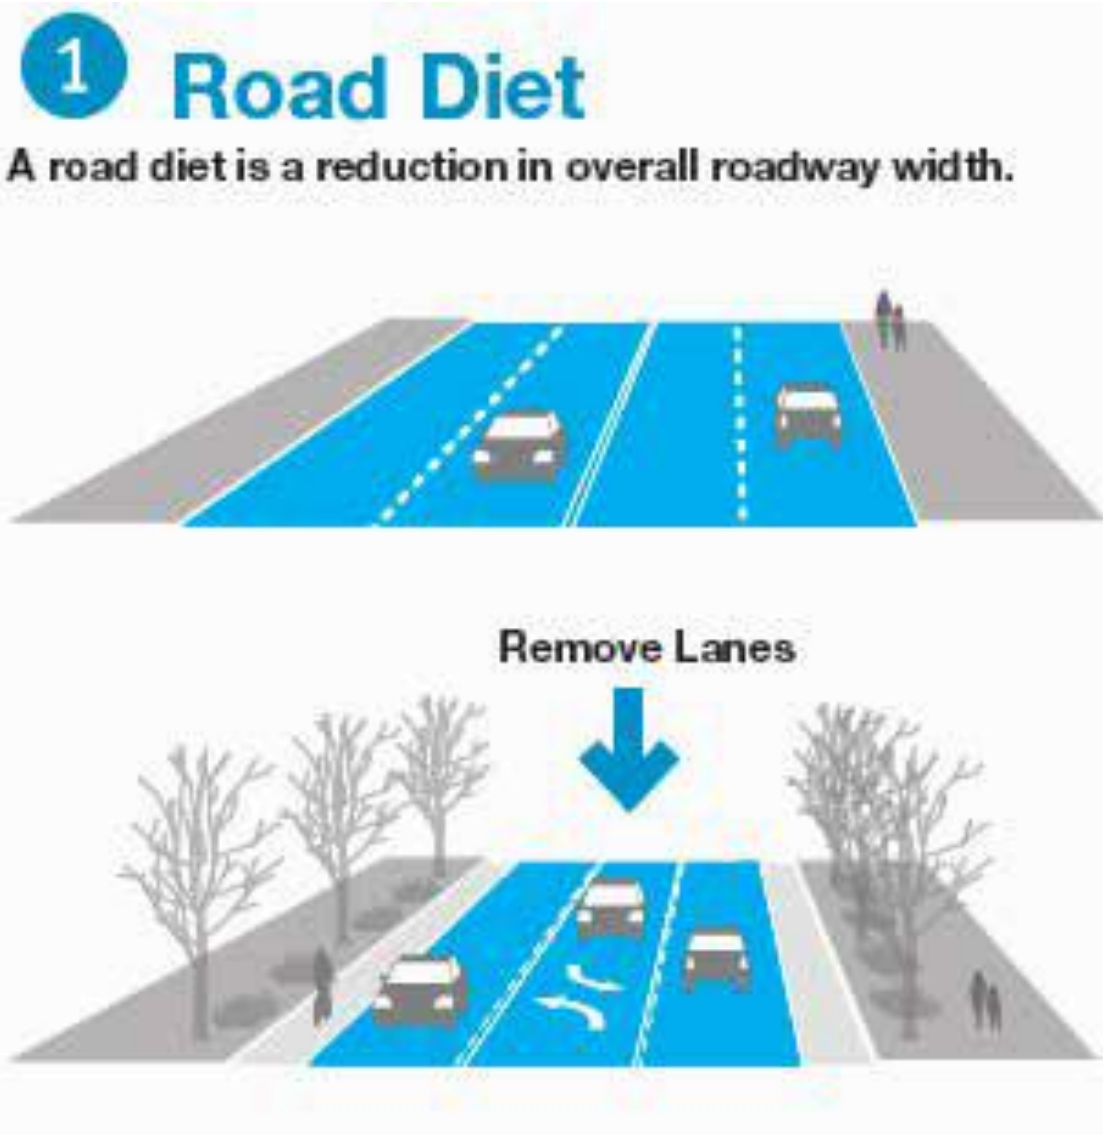 1 Road Diet
A road diet is a reduction in overall roadway width.
Remove Lanes